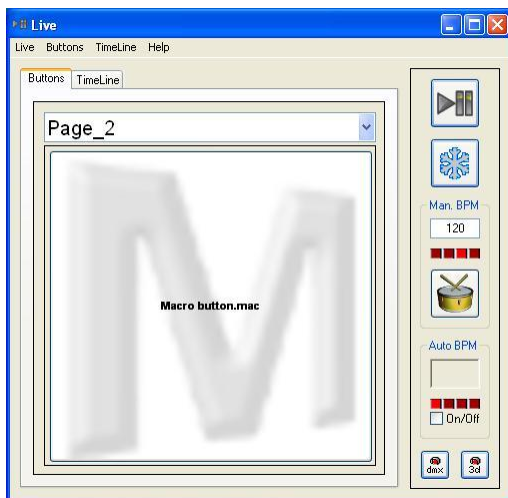 Live
Live Buttons TimeLine Help
Buttons TimeLine
Page_2
Macro button.mac
Man. BPM
120
Auto BPM
On/Off
dmx 3d